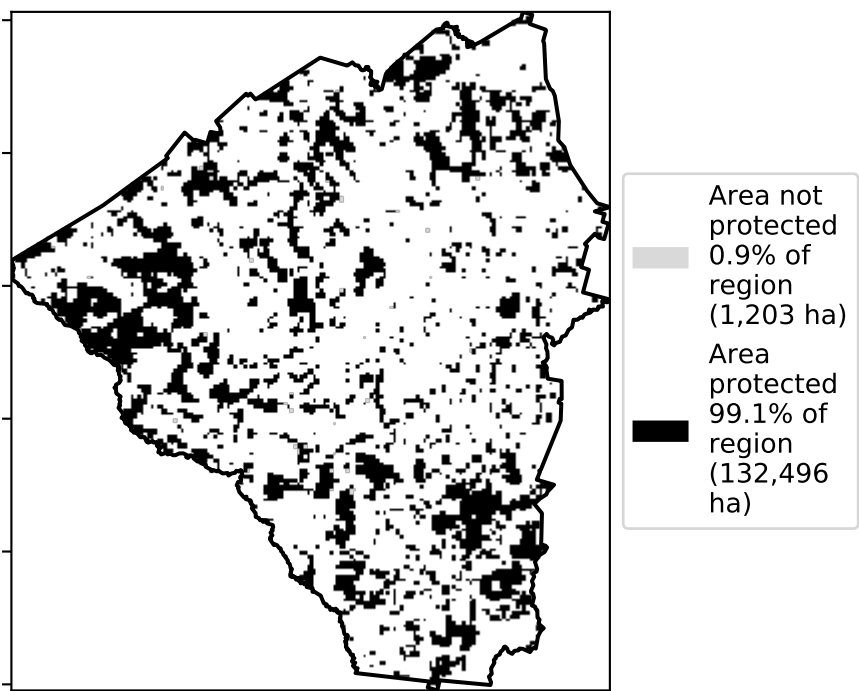 Area not
protected
0.9% of
region
(1,203 ha)
Area
protected
99.1% of
region
(132,496
ha)